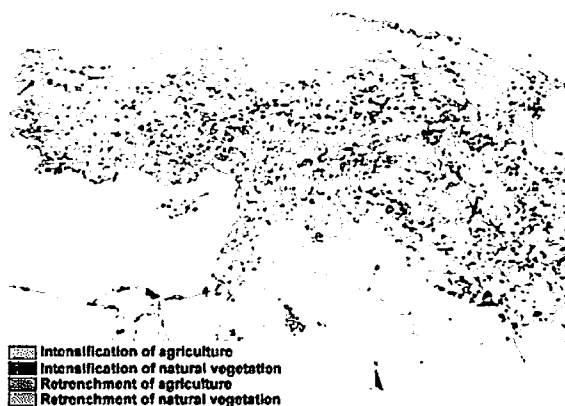 Intensification of agriculture
Intensification of natural vegetation
Retrenchment of agriculture
Retrenchment of natural vegetation